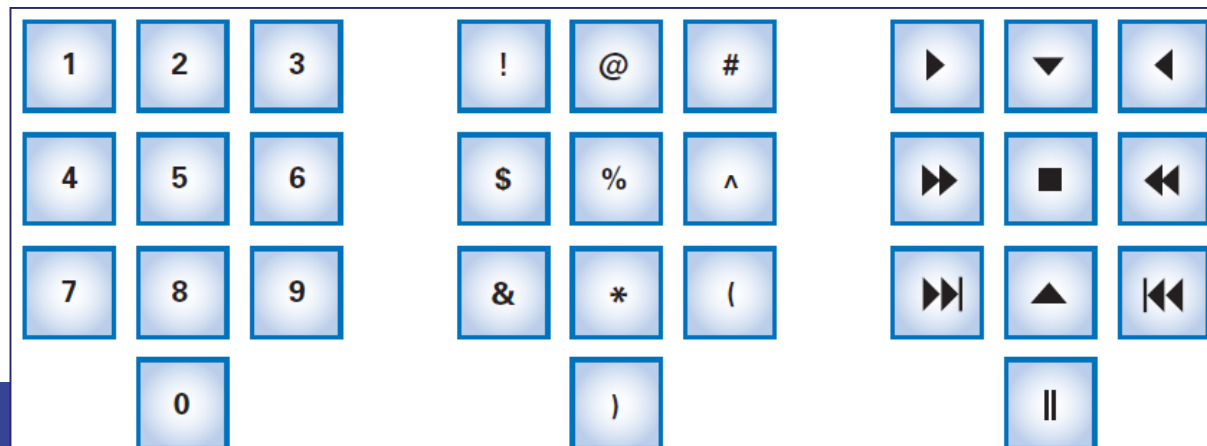 1 2 3 ! @ # ▶ ▼ ◀
4 5 6 $ % ^ ▶▶ ■ ◀◀
7 8 9 & * ( ▶▶| ▲ |◀◀
0 ) ||